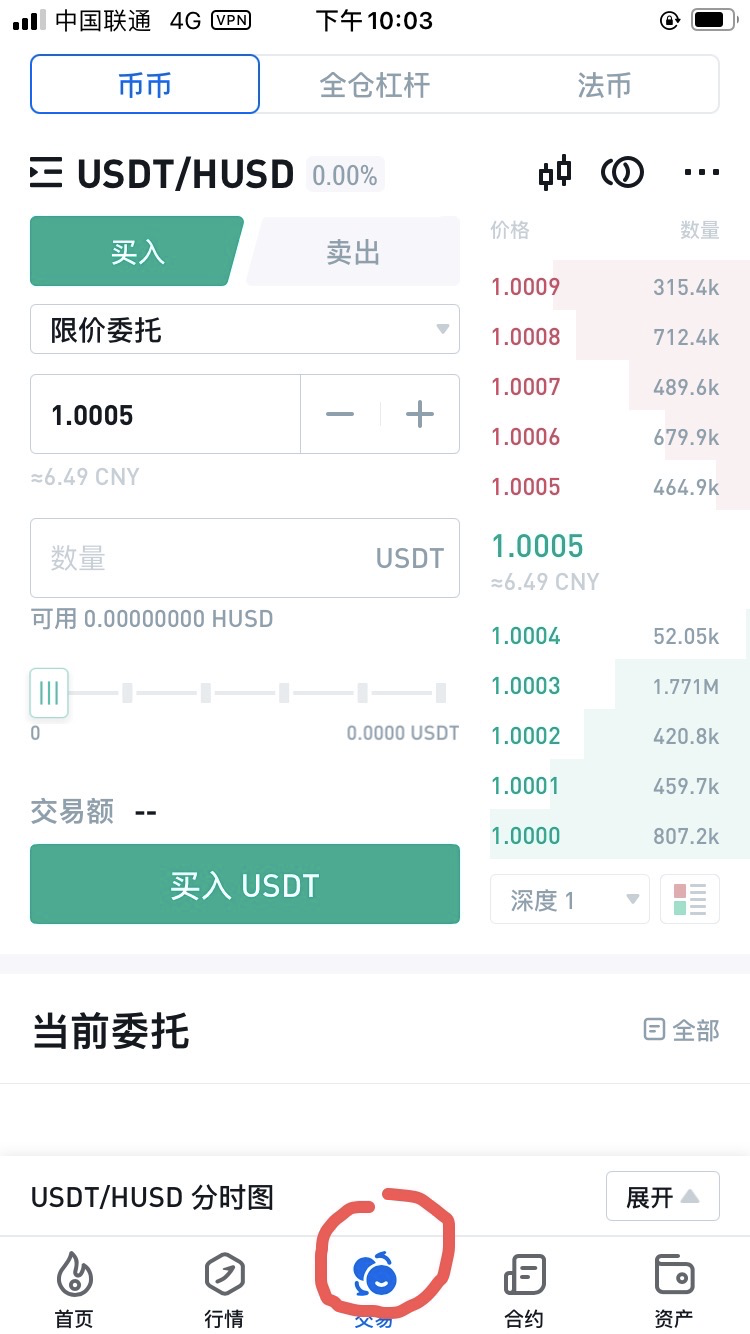 中国联通 4G VPN 下午10:03
币币 全仓杠杆 法币
USDT/HUSD 0.00%
买入 卖出
限价委托
1.0005
≈6.49 CNY
数量 USDT
可用 0.00000000 HUSD
0 0.0000 USDT
交易额 --
买入 USDT
价格 数量
1.0009 315.4k
1.0008 712.4k
1.0007 489.6k
1.0006 679.9k
1.0005 464.9k
1.0005
≈6.49 CNY
1.0004 52.05k
1.0003 1.771M
1.0002 420.8k
1.0001 459.7k
1.0000 807.2k
深度 1
当前委托 全部
USDT/HUSD 分时图 展开
首页 行情 交易 合约 资产